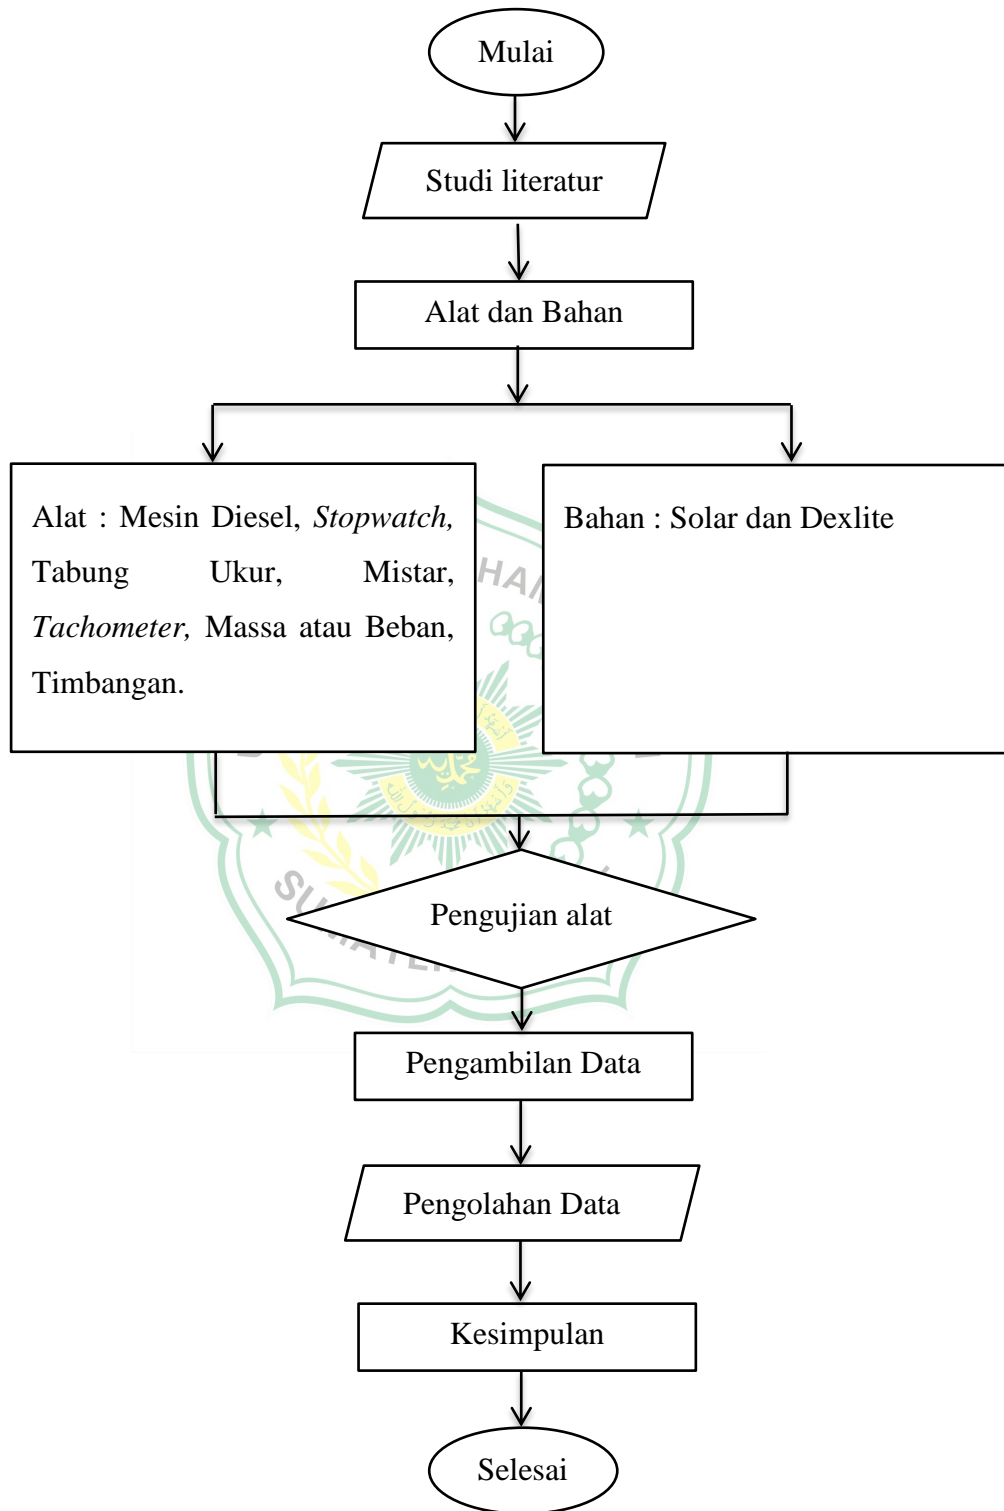 Mulai
Studi literatur
Alat dan Bahan
Alat : Mesin Diesel, Stopwatch,
Tabung Ukur, Mistar,
Tachometer, Massa atau Beban,
Timbangan.
Bahan : Solar dan Dexlite
Pengujian alat
Pengambilan Data
Pengolahan Data
Kesimpulan
Selesai